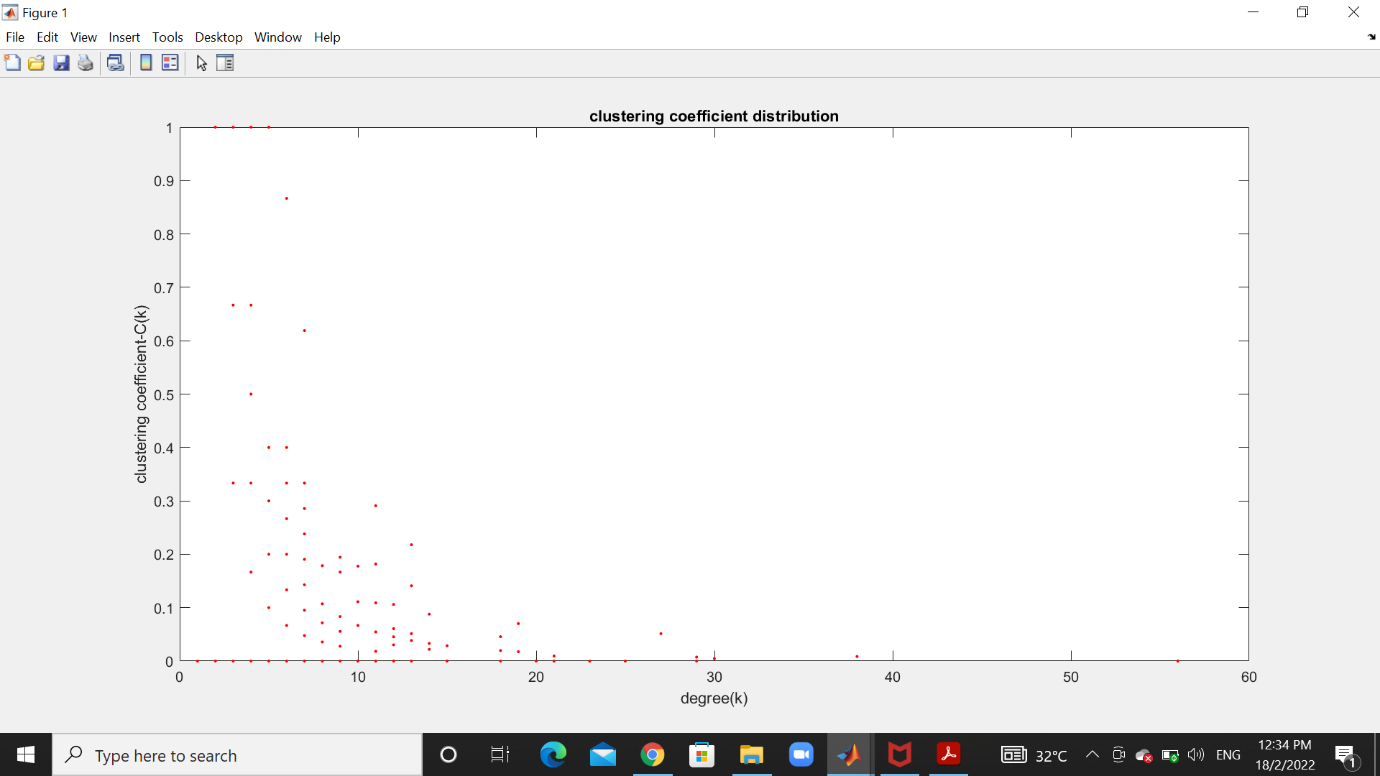 Figure 1
File Edit View Insert Tools Desktop Window Help
clustering coefficient distribution
clustering coefficient-C(k)
1
0.9
0.8
0.7
0.6
0.5
0.4
0.3
0.2
0.1
0
0 10 20 30 40 50 60
degree(k)
Type here to search
32°C
ENG
12:34 PM
18/2/2022
1